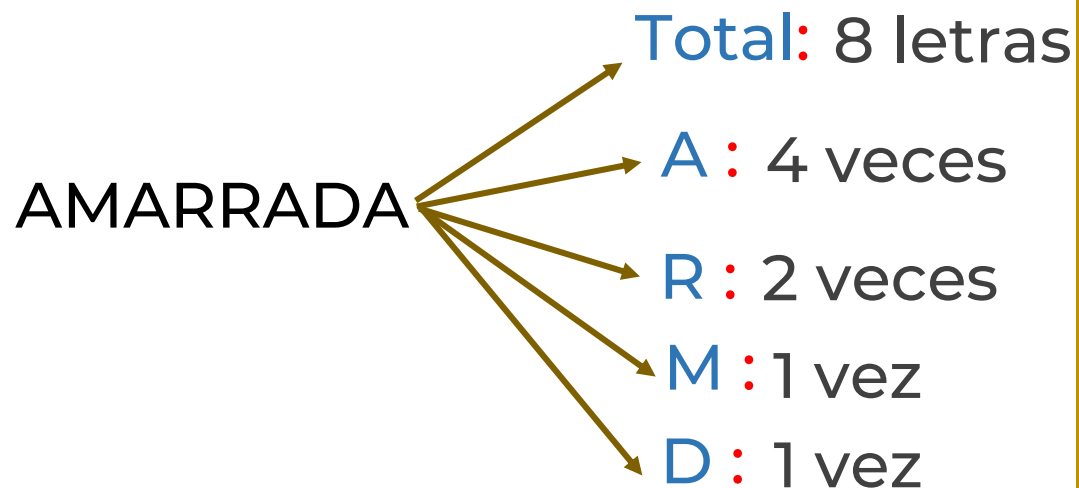 Total: 8 letras
A : 4 veces
AMARRADA
R : 2 veces
M : 1 vez
D : 1 vez